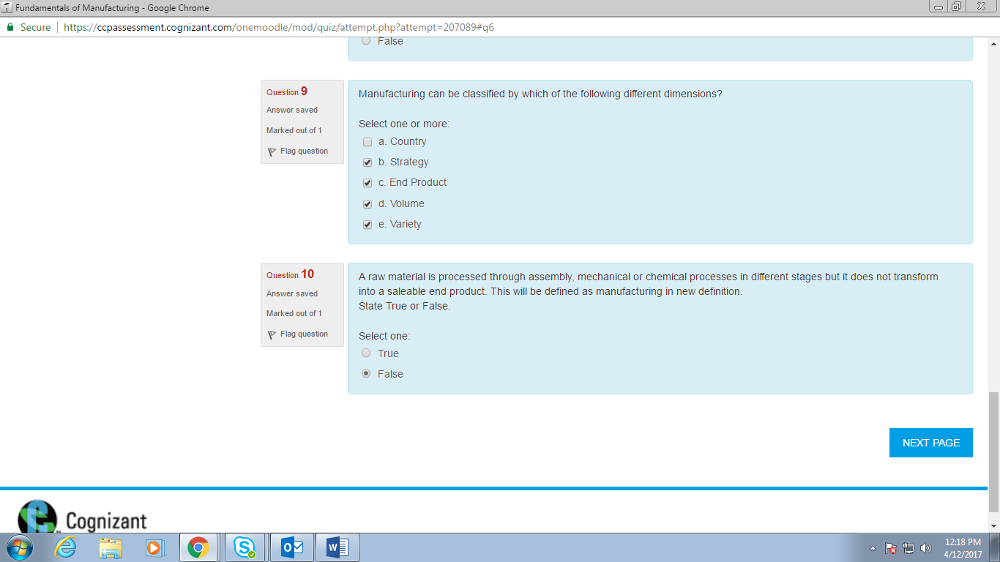 Fundamentals of Manufacturing - Google Chrome
Secure https://ccpassessment.cognizant.com/onemoodle/mod/quiz/attempt.php?attempt=207089#q6
False
Question 9
Answer saved
Marked out of 1
Flag question
Manufacturing can be classified by which of the following different dimensions?
Select one or more:
a. Country
b. Strategy
c. End Product
d. Volume
e. Variety
Question 10
Answer saved
Marked out of 1
Flag question
A raw material is processed through assembly, mechanical or chemical processes in different stages but it does not transform
into a saleable end product. This will be defined as manufacturing in new definition.
State True or False.
Select one:
True
False
NEXT PAGE
Cognizant
12:18 PM
4/12/2017